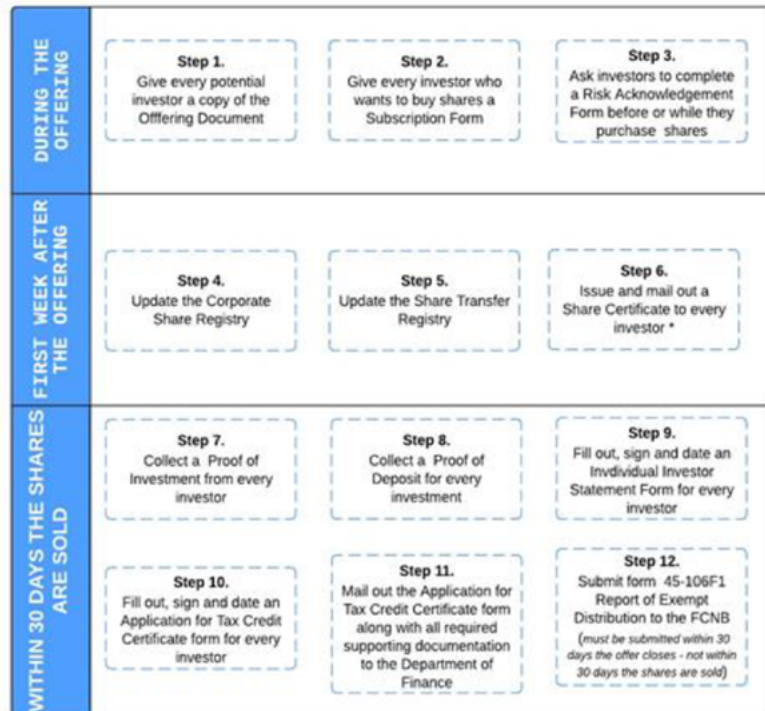 DURING THE
OFFERING
Step 1.
Give every potential
investor a copy of the
Offfering Document
Step 2.
Give every investor who
wants to buy shares a
Subscription Form
Step 3.
Ask investors to complete
a Risk Acknowledgement
Form before or while they
purchase shares
FIRST WEEK AFTER
THE OFFERING
Step 4.
Update the Corporate
Share Registry
Step 5.
Update the Share Transfer
Registry
Step 6.
Issue and mail out a
Share Certificate to every
investor *
WITHIN 30 DAYS THE SHARES
ARE SOLD
Step 7.
Collect a Proof of
Investment from every
investor
Step 8.
Collect a Proof of
Deposit for every
investment
Step 9.
Fill out, sign and date an
Invdividual Investor
Statement Form for every
investor
Step 10.
Fill out, sign and date an
Application for Tax Credit
Certificate form for every
investor
Step 11.
Mail out the Application for
Tax Credit Certificate form
along with all required
supporting documentation
to the Department of
Finance
Step 12.
Submit form 45-106F1
Report of Exempt
Distribution to the FCNB
(must be submitted within 30
days the offer closes - not within
30 days the shares are sold)